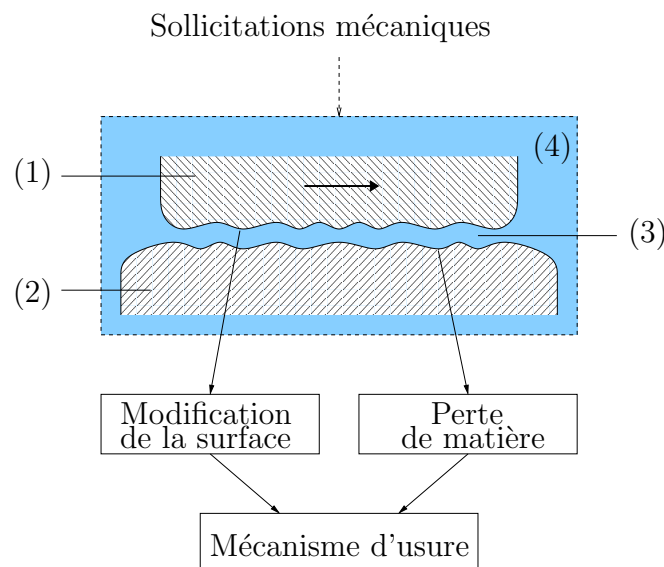 Sollicitations mécaniques
(4)
(1)
(3)
(2)
Modification
de la surface
Perte
de matière
Mécanisme d'usure